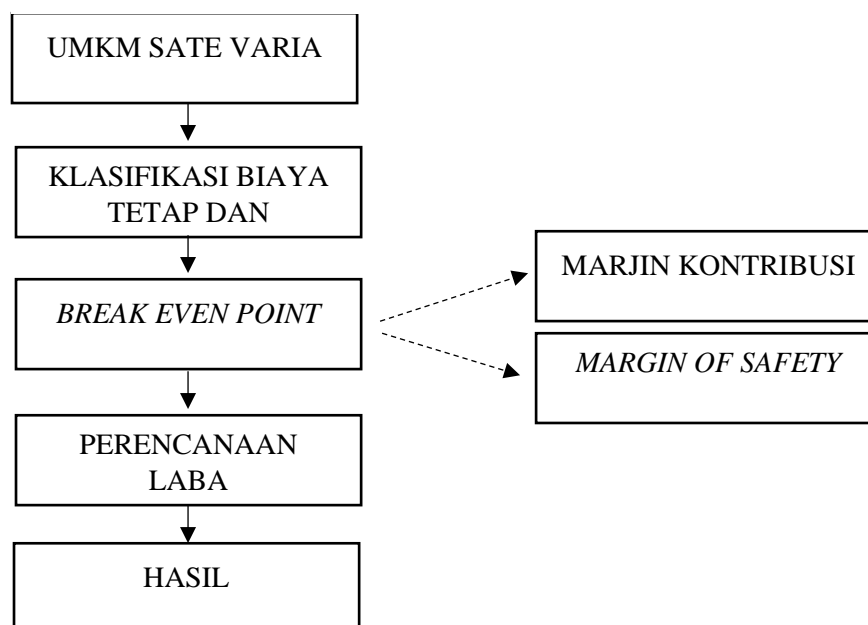 UMKM SATE VARIA
KLASIFIKASI BIAYA
TETAP DAN
BREAK EVEN POINT
MARJIN KONTRIBUSI
MARGIN OF SAFETY
PERENCANAAN
LABA
HASIL